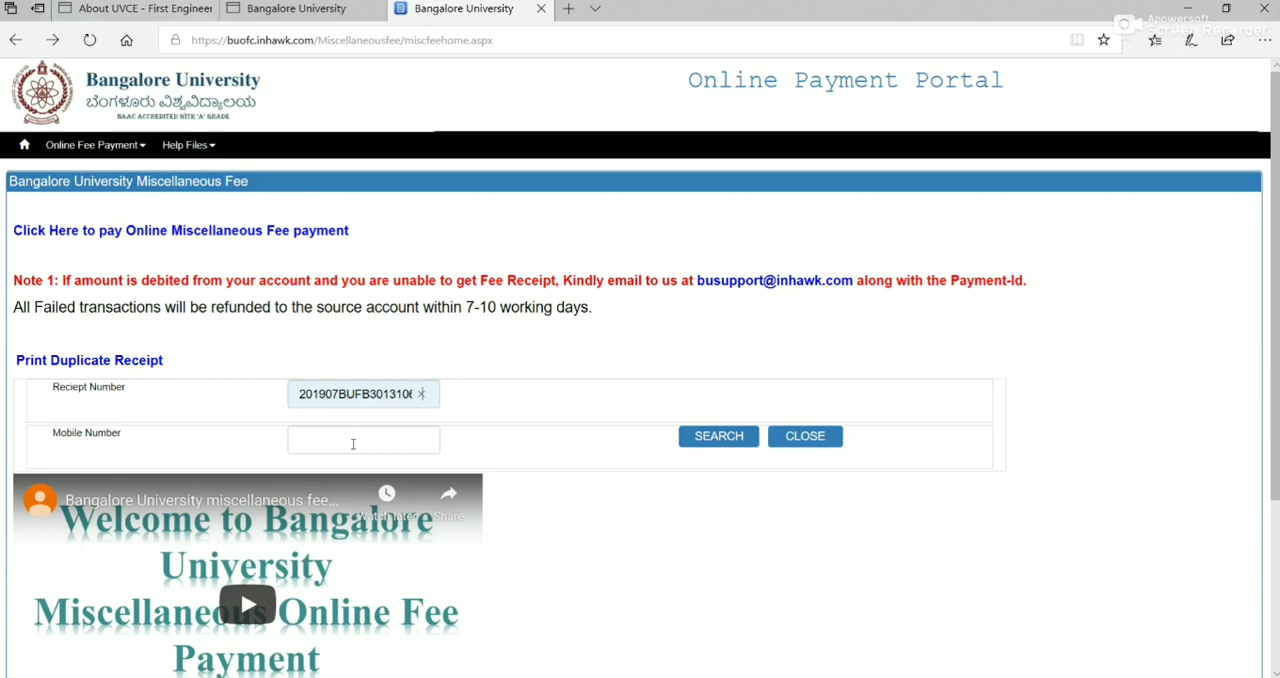 About UVCE - First Engineer
Bangalore University
Bangalore University
Apowersoft
Screen Recorder
https://buofc.inhawk.com/Miscellaneousfee/miscfeehome.aspx
Bangalore University
ಬೆಂಗಳೂರು ವಿಶ್ವವಿದ್ಯಾಲಯ
NAAC ACCREDITED WITH 'A' GRADE
Online Payment Portal
Online Fee Payment
Help Files
Bangalore University Miscellaneous Fee
Click Here to pay Online Miscellaneous Fee payment
Note 1: If amount is debited from your account and you are unable to get Fee Receipt, Kindly email to us at busupport@inhawk.com along with the Payment-Id.
All Failed transactions will be refunded to the source account within 7-10 working days.
Print Duplicate Receipt
Reciept Number
201907BUFB3013106
Mobile Number
SEARCH
CLOSE
Bangalore University miscellaneous fee...
Watch later
Share
Welcome to Bangalore
University
Miscellaneous Online Fee
Payment